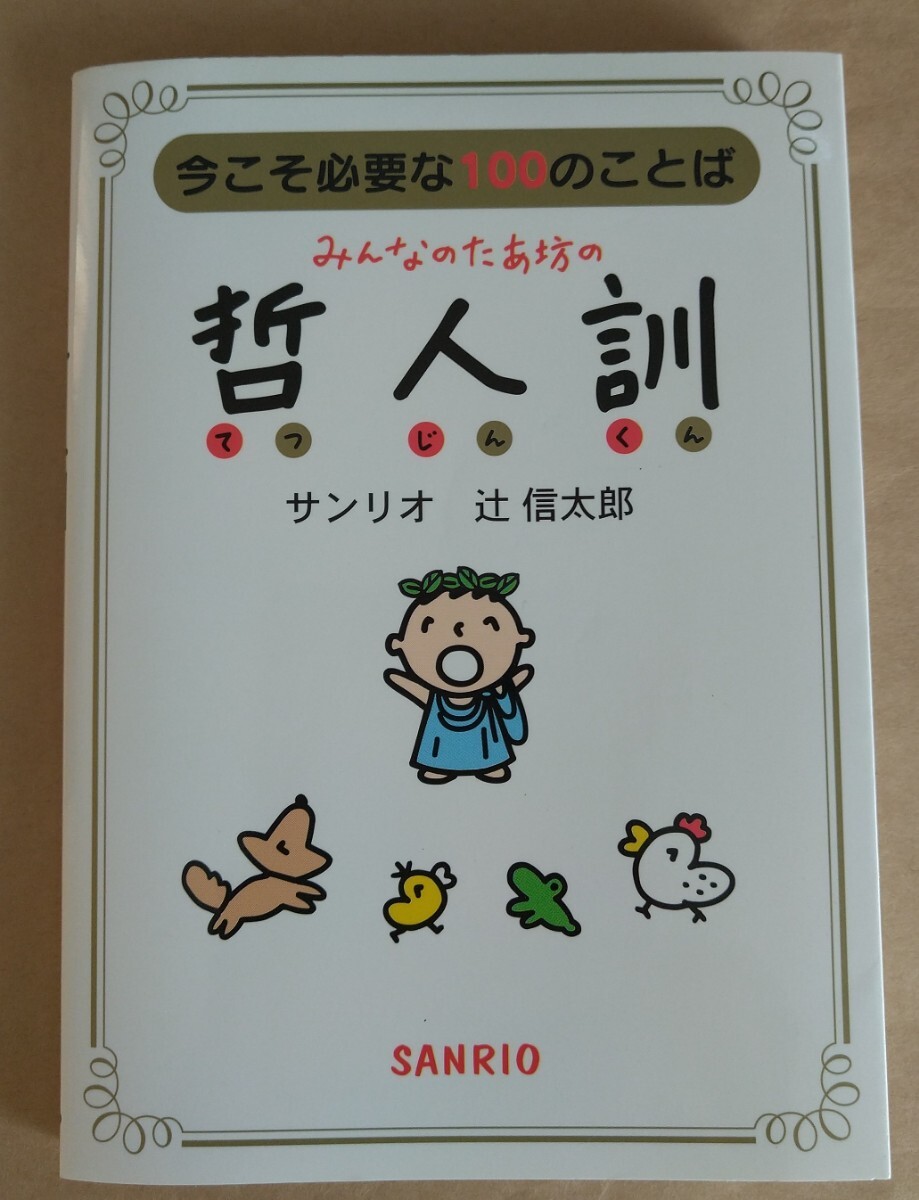 今こそ必要な100のことば
みんなのたあ坊の
哲人訓
てつじんくん
サンリオ 辻 信太郎
SANRIO